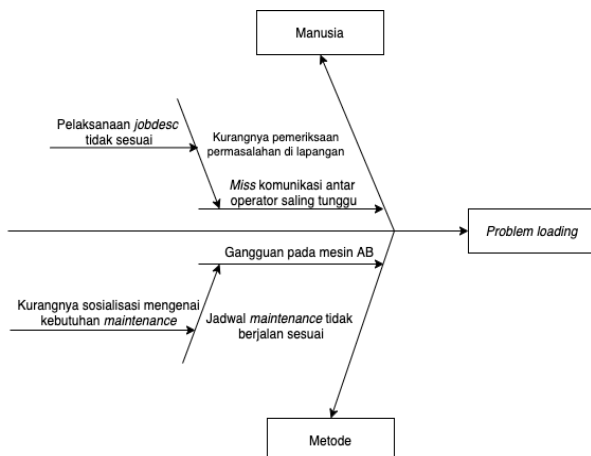 Manusia
Pelaksanaan jobdesc
tidak sesuai
Kurangnya pemeriksaan
permasalahan di lapangan
Miss komunikasi antar
operator saling tunggu
Problem loading
Gangguan pada mesin AB
Kurangnya sosialisasi mengenai
kebutuhan maintenance
Jadwal maintenance tidak
berjalan sesuai
Metode